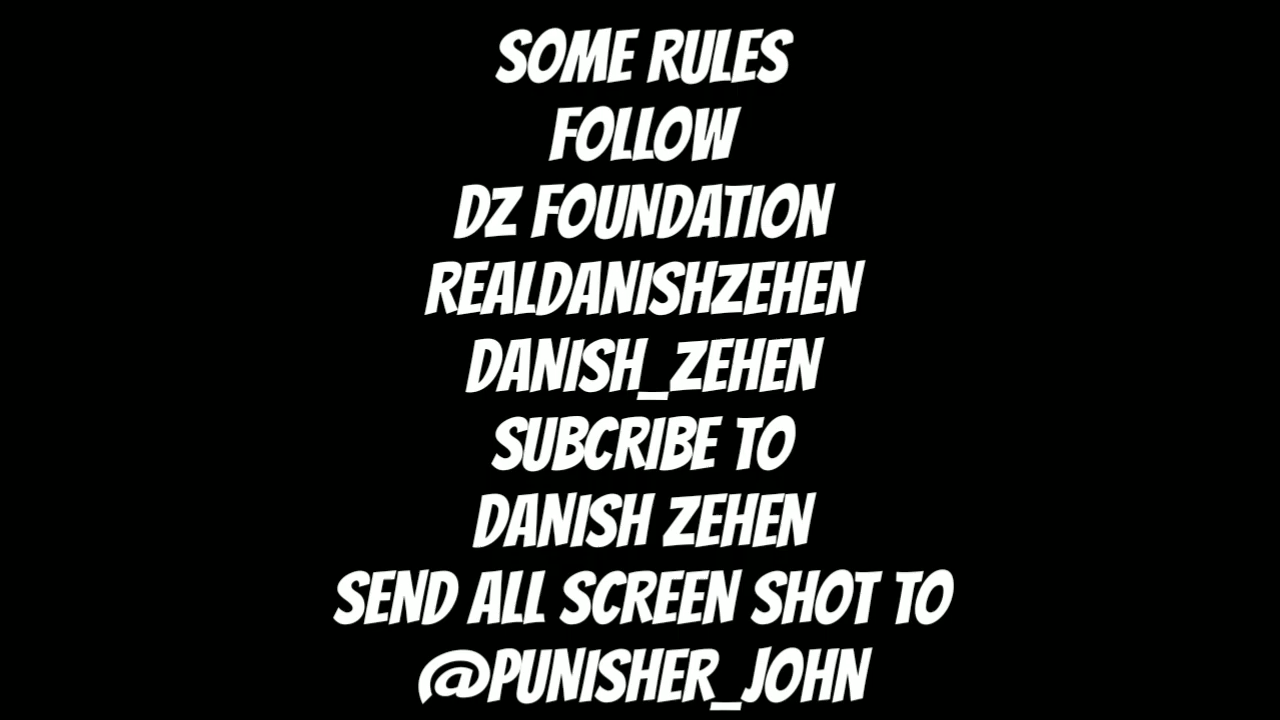 SOME RULES
FOLLOW
DZ FOUNDATION
REALDANISHZEHEN
DANISH_ZEHEN
SUBCRIBE TO
DANISH ZEHEN
SEND ALL SCREEN SHOT TO
@PUNISHER_JOHN